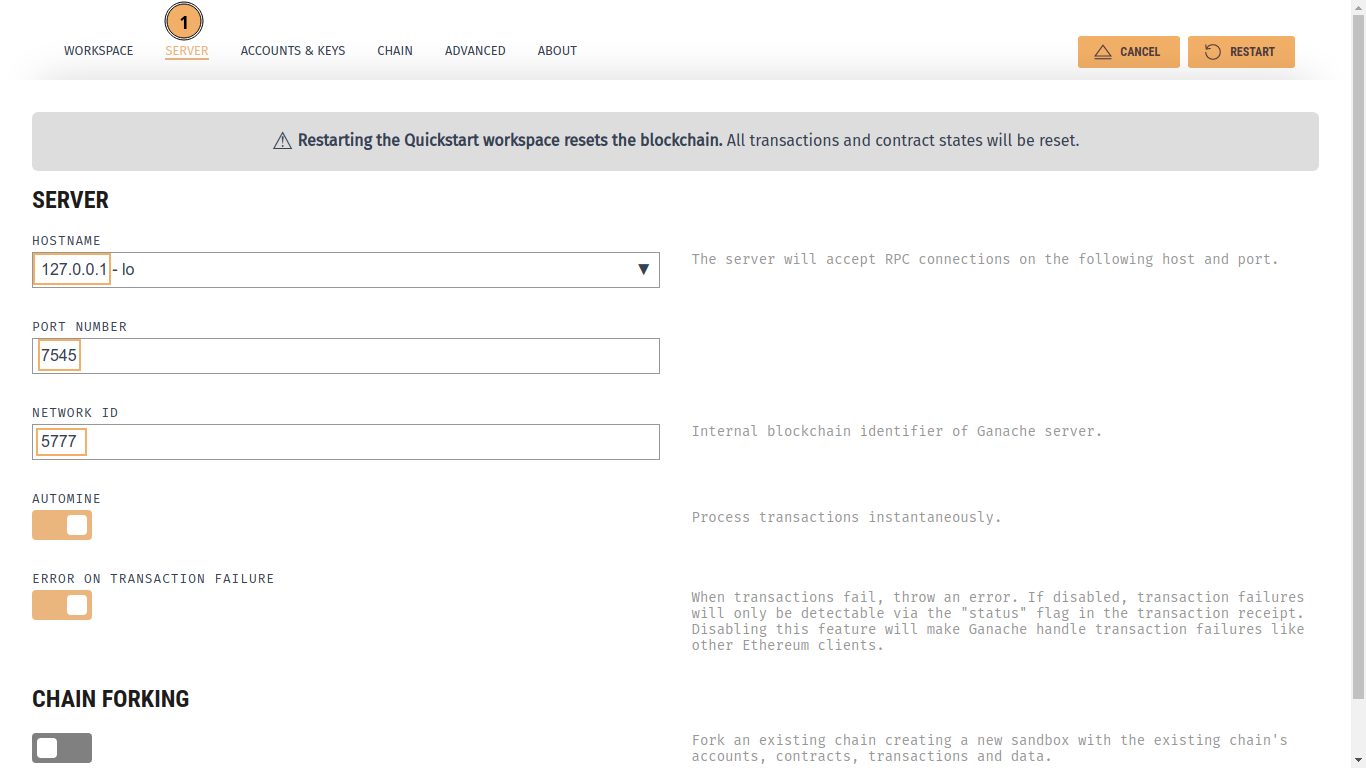 1
WORKSPACE SERVER ACCOUNTS & KEYS CHAIN ADVANCED ABOUT CANCEL RESTART
⚠ Restarting the Quickstart workspace resets the blockchain. All transactions and contract states will be reset.
SERVER
HOSTNAME
127.0.0.1 - lo
The server will accept RPC connections on the following host and port.
PORT NUMBER
7545
NETWORK ID
5777
Internal blockchain identifier of Ganache server.
AUTOMINE
Process transactions instantaneously.
ERROR ON TRANSACTION FAILURE
When transactions fail, throw an error. If disabled, transaction failures
will only be detectable via the "status" flag in the transaction receipt.
Disabling this feature will make Ganache handle transaction failures like
other Ethereum clients.
CHAIN FORKING
Fork an existing chain creating a new sandbox with the existing chain's
accounts, contracts, transactions and data.